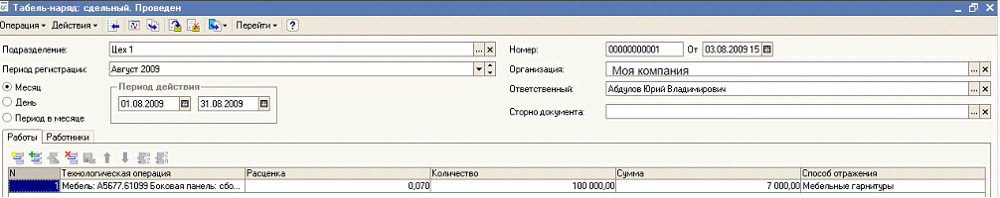 Табель-наряд: сдельный. Проведен
Операция Действия Перейти
Подразделение: Цех 1 ... Номер: 00000000001 От 03.08.2009 15
Период регистрации: Август 2009 Организация: Моя компания ...
Месяц Период действия Ответственный: Абдулов Юрий Владимирович ...
День 01.08.2009 31.08.2009
Период в месяце Сторно документа: ...
Работы Работники
N Технологическая операция Расценка Количество Сумма Способ отражения
1 Мебель: А5677.61099 Боковая панель: сбо... 0,070 100 000,00 7 000,00 Мебельные гарнитуры